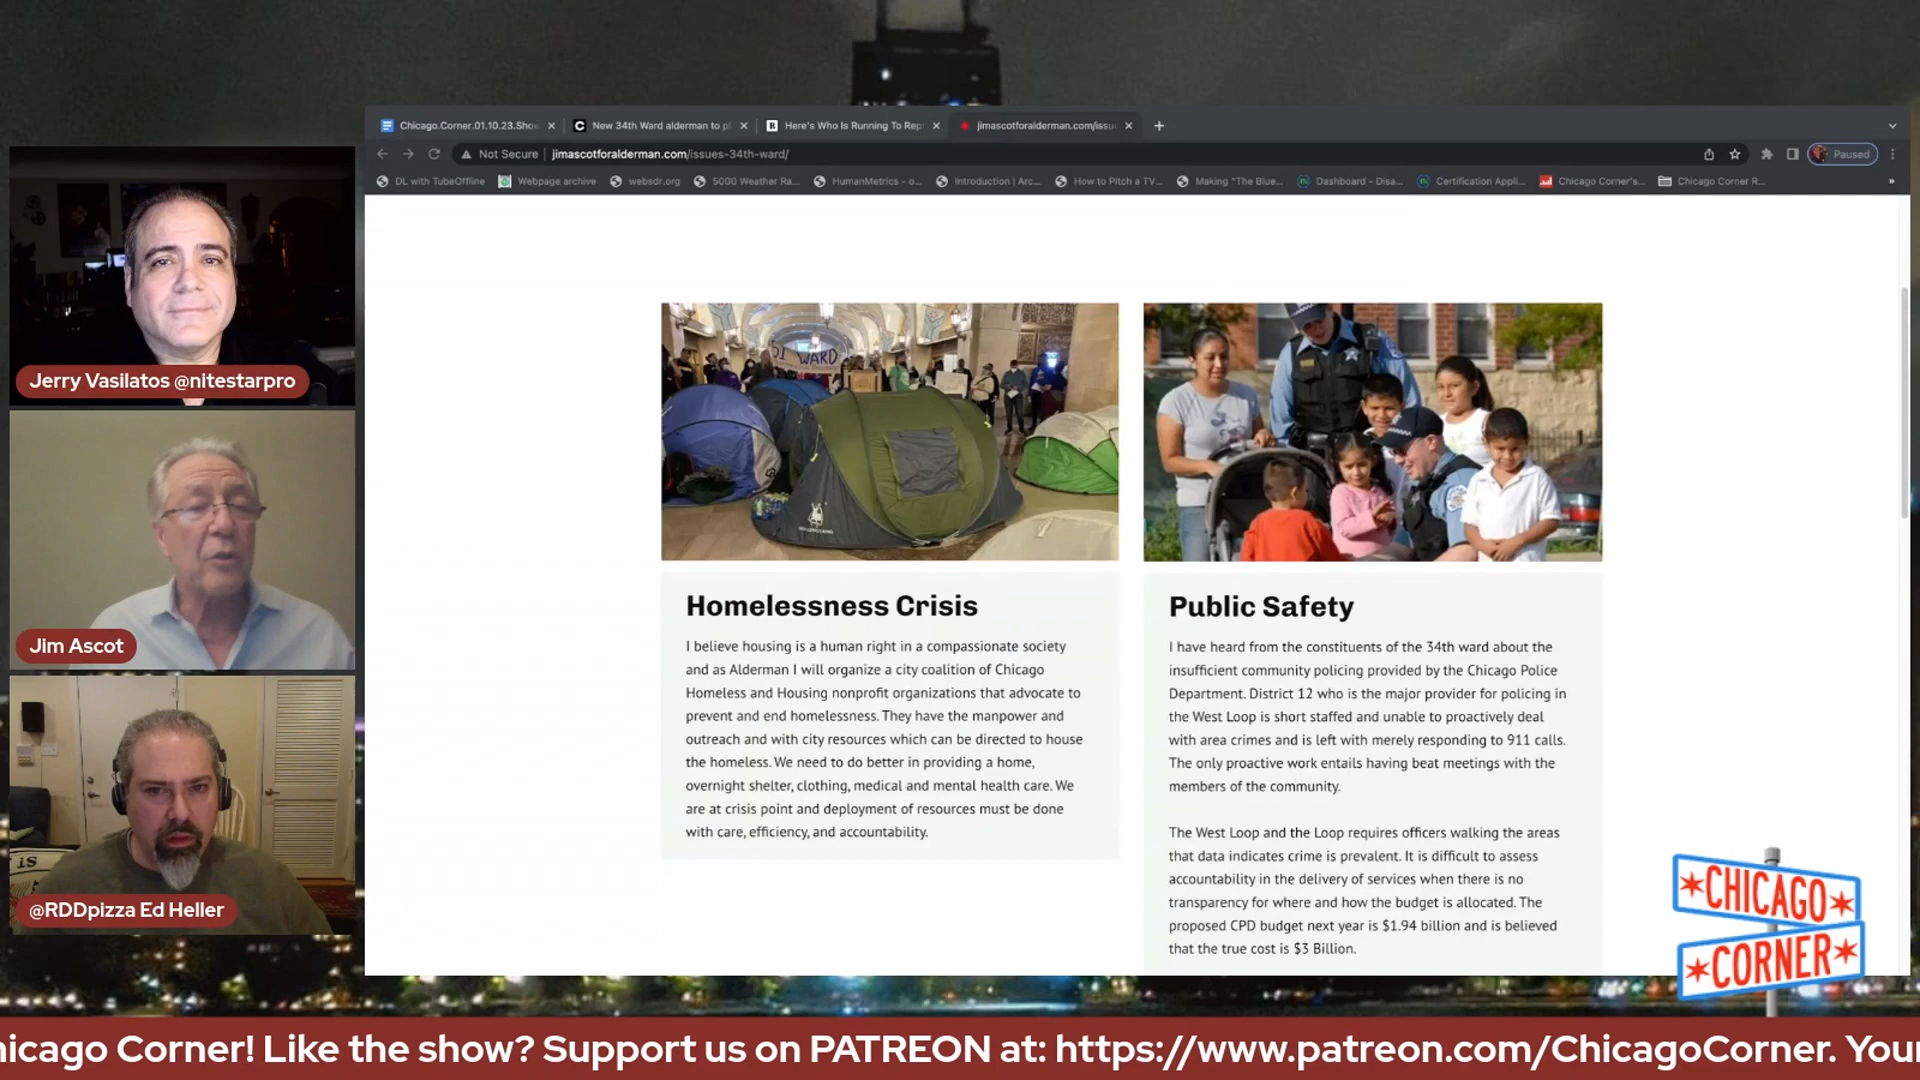 Chicago.Corner.01.10.23.Show
New 34th Ward alderman to pl
Here's Who Is Running To Rep
jimascotforalderman.com/issu
Not Secure
jimascotforalderman.com/issues-34th-ward/
Paused
DL with TubeOffline
Webpage archive
websdr.org
5000 Weather Ra...
HumanMetrics - o...
Introduction | Arc...
How to Pitch a TV...
Making "The Blue...
Dashboard - Disa...
Certification Appli...
Chicago Corner's...
Chicago Corner R...
»
Jerry Vasilatos @nitestarpro
Jim Ascot
iS
@RDDpizza Ed Heller
51 WARD
Homelessness Crisis
I believe housing is a human right in a compassionate society
and as Alderman I will organize a city coalition of Chicago
Homeless and Housing nonprofit organizations that advocate to
prevent and end homelessness. They have the manpower and
outreach and with city resources which can be directed to house
the homeless. We need to do better in providing a home,
overnight shelter, clothing, medical and mental health care. We
are at crisis point and deployment of resources must be done
with care, efficiency, and accountability.
Public Safety
I have heard from the constituents of the 34th ward about the
insufficient community policing provided by the Chicago Police
Department. District 12 who is the major provider for policing in
the West Loop is short staffed and unable to proactively deal
with area crimes and is left with merely responding to 911 calls.
The only proactive work entails having beat meetings with the
members of the community.
The West Loop and the Loop requires officers walking the areas
that data indicates crime is prevalent. It is difficult to assess
accountability in the delivery of services when there is no
transparency for where and how the budget is allocated. The
proposed CPD budget next year is $1.94 billion and is believed
that the true cost is $3 Billion.
CHICAGO
CORNER
hicago Corner! Like the show? Support us on PATREON at: https://www.patreon.com/ChicagoCorner. Your